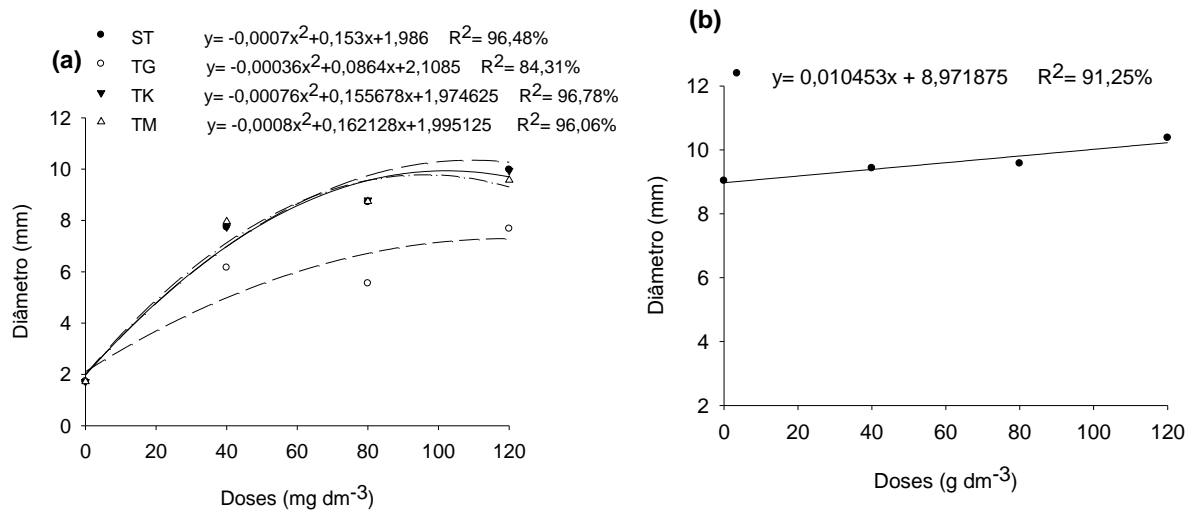 (a)
ST y= -0,0007x²+0,153x+1,986 R²= 96,48%
TG y= -0,00036x²+0,0864x+2,1085 R²= 84,31%
TK y= -0,00076x²+0,155678x+1,974625 R²= 96,78%
TM y= -0,0008x²+0,162128x+1,995125 R²= 96,06%
12
10
8
6
4
2
0
Diâmetro (mm)
0 20 40 60 80 100 120
Doses (mg dm⁻³)
(b)
y= 0,010453x + 8,971875 R²= 91,25%
12
10
8
6
4
2
Diâmetro (mm)
0 20 40 60 80 100 120
Doses (g dm⁻³)